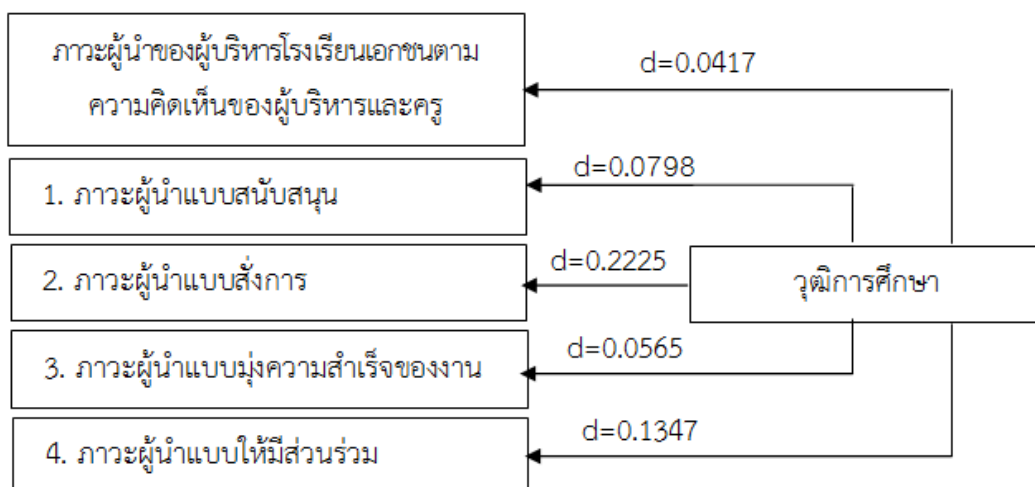 ภาวะผู้นำของผู้บริหารโรงเรียนเอกชนตาม
ความคิดเห็นของผู้บริหารและครู
d=0.0417
1. ภาวะผู้นำแบบสนับสนุน
d=0.0798
2. ภาวะผู้นำแบบสั่งการ
d=0.2225
วุฒิการศึกษา
3. ภาวะผู้นำแบบมุ่งความสำเร็จของงาน
d=0.0565
4. ภาวะผู้นำแบบให้มีส่วนร่วม
d=0.1347